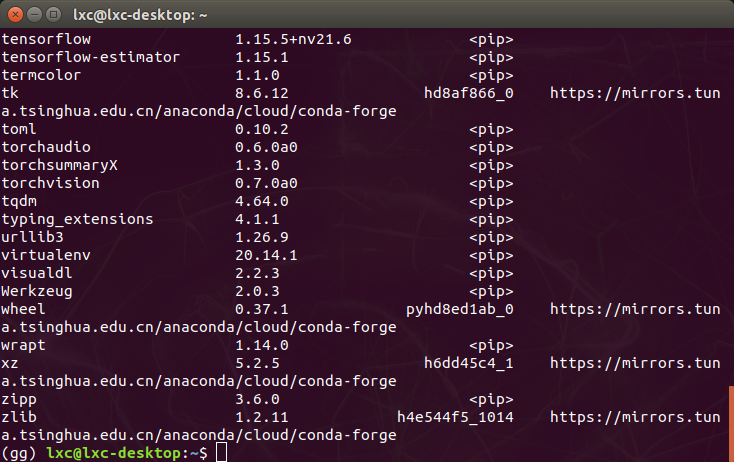 lxc@lxc-desktop: ~
tensorflow 1.15.5+nv21.6 <pip>
tensorflow-estimator 1.15.1 <pip>
termcolor 1.1.0 <pip>
tk 8.6.12 hd8af866_0 https://mirrors.tun
a.tsinghua.edu.cn/anaconda/cloud/conda-forge
toml 0.10.2 <pip>
torchaudio 0.6.0a0 <pip>
torchsummaryX 1.3.0 <pip>
torchvision 0.7.0a0 <pip>
tqdm 4.64.0 <pip>
typing_extensions 4.1.1 <pip>
urllib3 1.26.9 <pip>
virtualenv 20.14.1 <pip>
visualdl 2.2.3 <pip>
Werkzeug 2.0.3 <pip>
wheel 0.37.1 pyhd8ed1ab_0 https://mirrors.tun
a.tsinghua.edu.cn/anaconda/cloud/conda-forge
wrapt 1.14.0 <pip>
xz 5.2.5 h6dd45c4_1 https://mirrors.tun
a.tsinghua.edu.cn/anaconda/cloud/conda-forge
zipp 3.6.0 <pip>
zlib 1.2.11 h4e544f5_1014 https://mirrors.tun
a.tsinghua.edu.cn/anaconda/cloud/conda-forge
(gg) lxc@lxc-desktop:~$